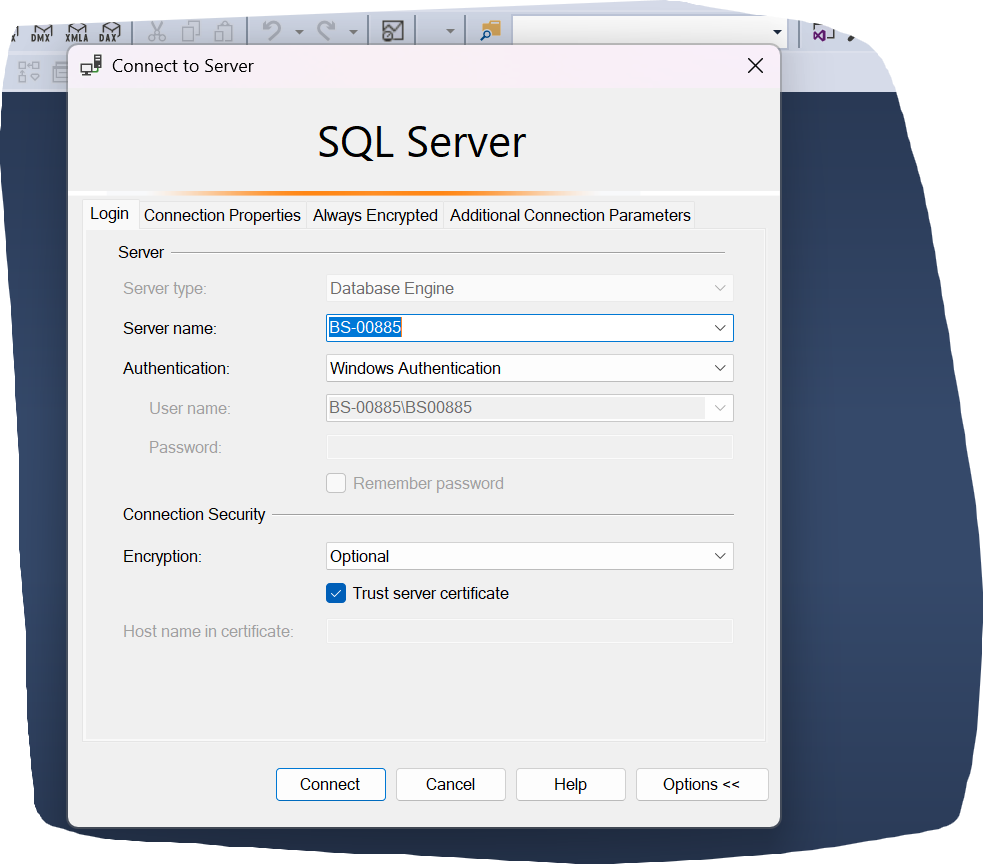 DMX XMLA DAX
Connect to Server
SQL Server
Login Connection Properties Always Encrypted Additional Connection Parameters
Server
Server type: Database Engine
Server name: BS-00885
Authentication: Windows Authentication
User name: BS-00885\BS00885
Password:
Remember password
Connection Security
Encryption: Optional
Trust server certificate
Host name in certificate:
Connect Cancel Help Options <<